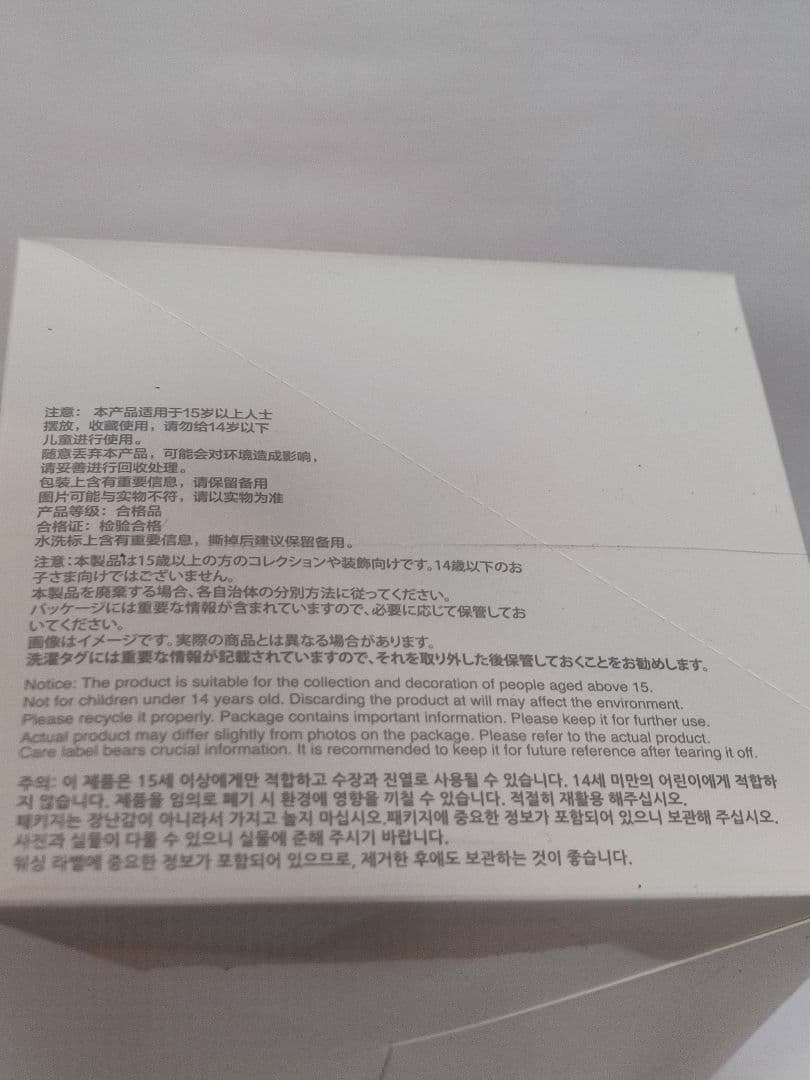 注意： 本产品适用于15岁以上人士
摆放，收藏使用，请勿给14岁以下
儿童进行使用。
随意丢弃本产品，可能会对环境造成影响，
请妥善进行回收处理。
包装上含有重要信息，请保留备用
图片可能与实物不符，请以实物为准
产品等级：合格品
合格证：检验合格
水洗标上含有重要信息，撕掉后建议保留备用。
注意：本製品は15歳以上の方のコレクションや装飾向けです。14歳以下のお
子さま向けではございません。
本製品を廃棄する場合、各自治体の分別方法に従ってください。
パッケージには重要な情報が含まれていますので、必要に応じて保管してお
いてください。
画像はイメージです。実際の商品とは異なる場合があります。
洗濯タグには重要な情報が記載されていますので、それを取り外した後保管しておくことをお勧めします。
Notice: The product is suitable for the collection and decoration of people aged above 15.
Not for children under 14 years old. Discarding the product at will may affect the environment.
Please recycle it properly. Package contains important information. Please keep it for further use.
Actual product may differ slightly from photos on the package. Please refer to the actual product.
Care label bears crucial information. It is recommended to keep it for future reference after tearing it off.
주의: 이 제품은 15세 이상에게만 적합하고 수장과 진열로 사용될 수 있습니다. 14세 미만의 어린이에게 적합하
지 않습니다. 제품을 임의로 폐기 시 환경에 영향을 끼칠 수 있습니다. 적절히 재활용 해주십시오.
패키지는 장난감이 아니라서 가지고 놀지 마십시오.패키지에 중요한 정보가 포함되어 있으니 보관해 주십시오.
사진과 실물이 다를 수 있으니 실물에 준해 주시기 바랍니다.
워싱 라벨에 중요한 정보가 포함되어 있으므로, 제거한 후에도 보관하는 것이 좋습니다.